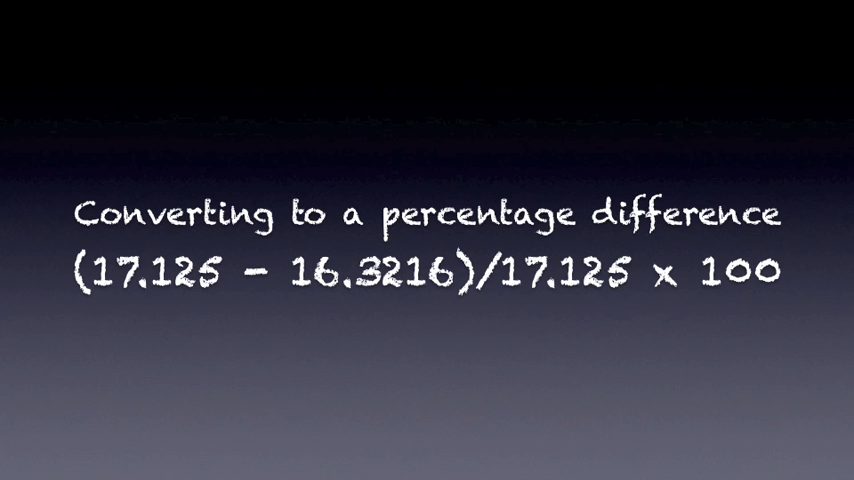 Converting to a percentage difference
(17.125 - 16.3216)/17.125 x 100